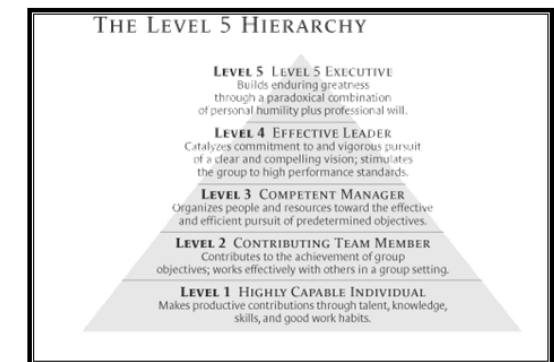 THE LEVEL 5 HIERARCHY
LEVEL 5 LEVEL 5 EXECUTIVE
Builds enduring greatness
through a paradoxical combination
of personal humility plus professional will.
LEVEL 4 EFFECTIVE LEADER
Catalyzes commitment to and vigorous pursuit
of a clear and compelling vision; stimulates
the group to high performance standards.
LEVEL 3 COMPETENT MANAGER
Organizes people and resources toward the effective
and efficient pursuit of predetermined objectives.
LEVEL 2 CONTRIBUTING TEAM MEMBER
Contributes to the achievement of group
objectives; works effectively with others in a group setting.
LEVEL 1 HIGHLY CAPABLE INDIVIDUAL
Makes productive contributions through talent, knowledge,
skills, and good work habits.